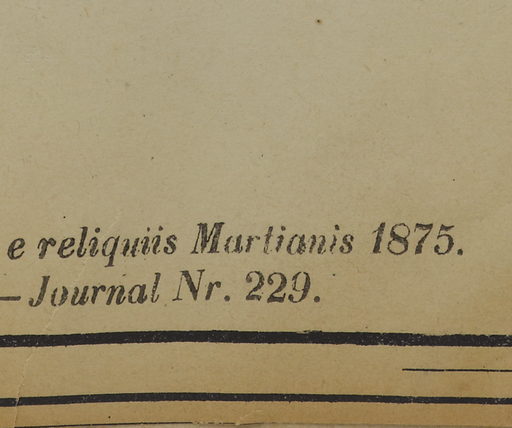 e reliquiis Martianis 1875.
—Journal Nr. 229.